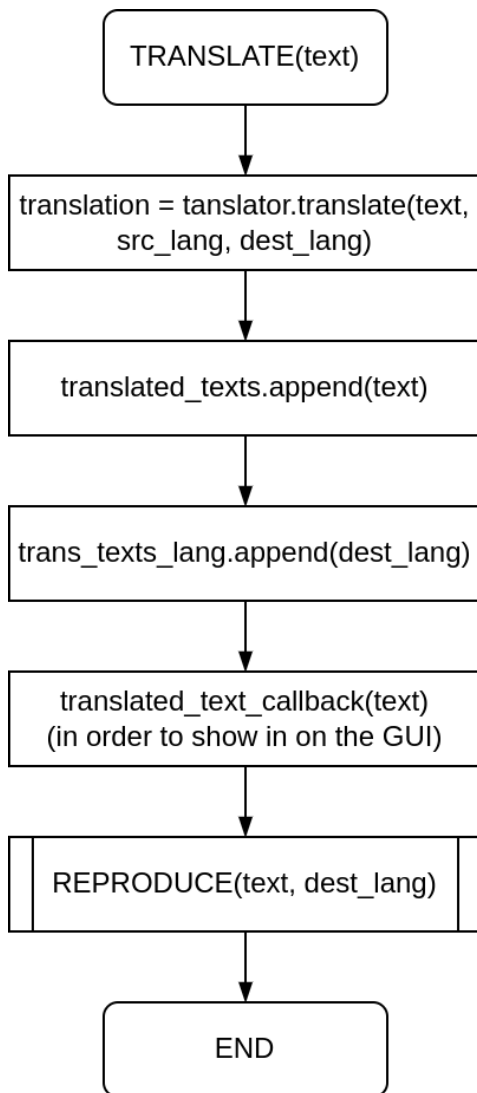 TRANSLATE(text)
translation = tanslator.translate(text,
src_lang, dest_lang)
translated_texts.append(text)
trans_texts_lang.append(dest_lang)
translated_text_callback(text)
(in order to show in on the GUI)
REPRODUCE(text, dest_lang)
END